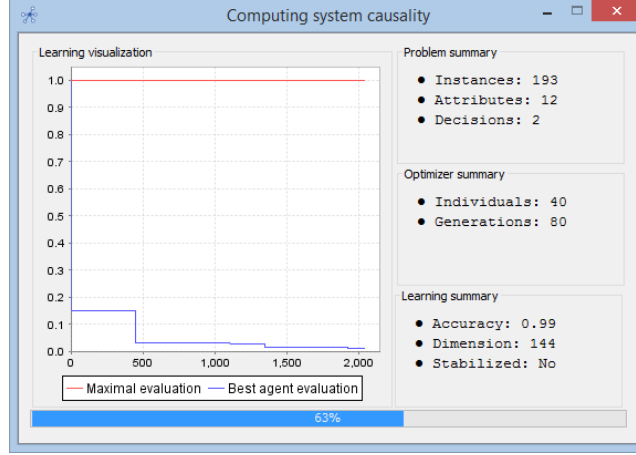 Computing system causality
Learning visualization
1.0
0.9
0.8
0.7
0.6
0.5
0.4
0.3
0.2
0.1
0.0
0 500 1,000 1,500 2,000
Maximal evaluation Best agent evaluation
Problem summary
Instances: 193
Attributes: 12
Decisions: 2
Optimizer summary
Individuals: 40
Generations: 80
Learning summary
Accuracy: 0.99
Dimension: 144
Stabilized: No
63%